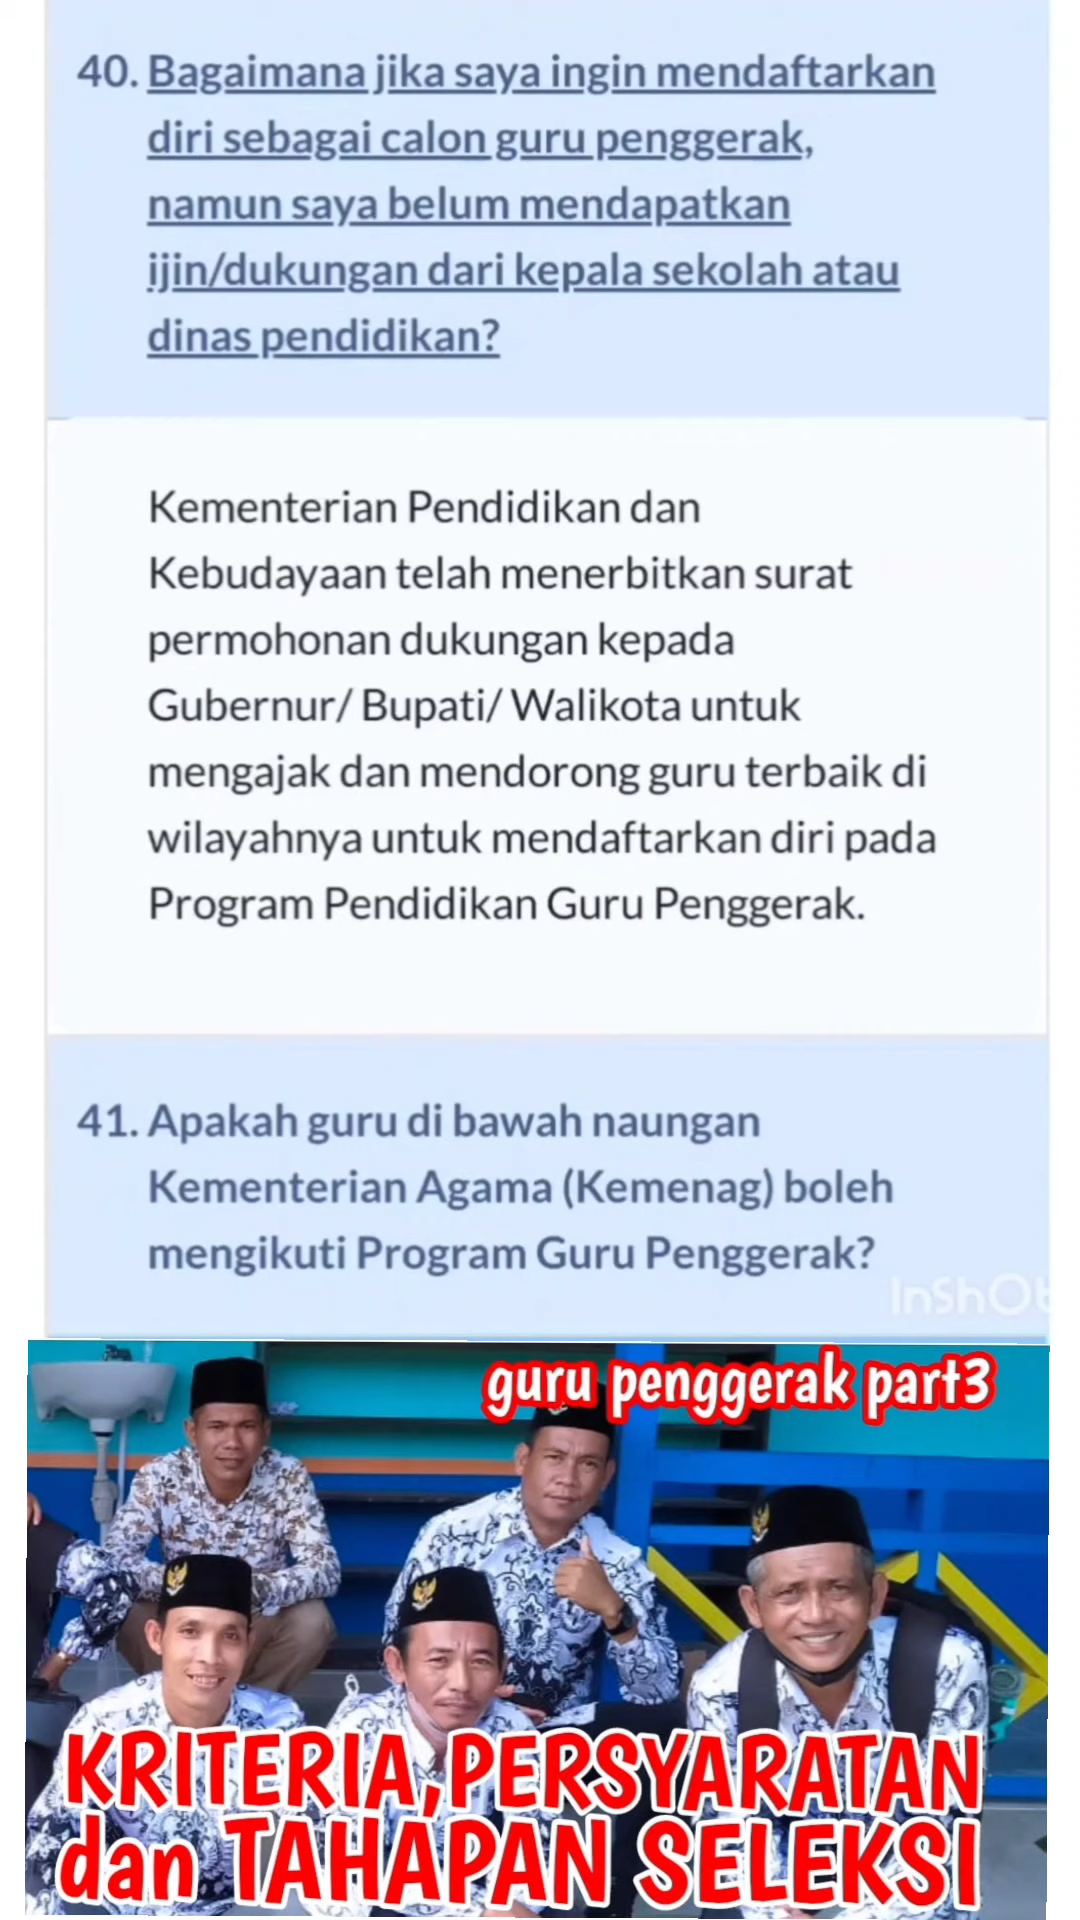 40. Bagaimana jika saya ingin mendaftarkan
diri sebagai calon guru penggerak,
namun saya belum mendapatkan
ijin/dukungan dari kepala sekolah atau
dinas pendidikan?
Kementerian Pendidikan dan
Kebudayaan telah menerbitkan surat
permohonan dukungan kepada
Gubernur/ Bupati/ Walikota untuk
mengajak dan mendorong guru terbaik di
wilayahnya untuk mendaftarkan diri pada
Program Pendidikan Guru Penggerak.
41. Apakah guru di bawah naungan
Kementerian Agama (Kemenag) boleh
mengikuti Program Guru Penggerak?
guru penggerak part3
KRITERIA,PERSYARATAN
dan TAHAPAN SELEKSI